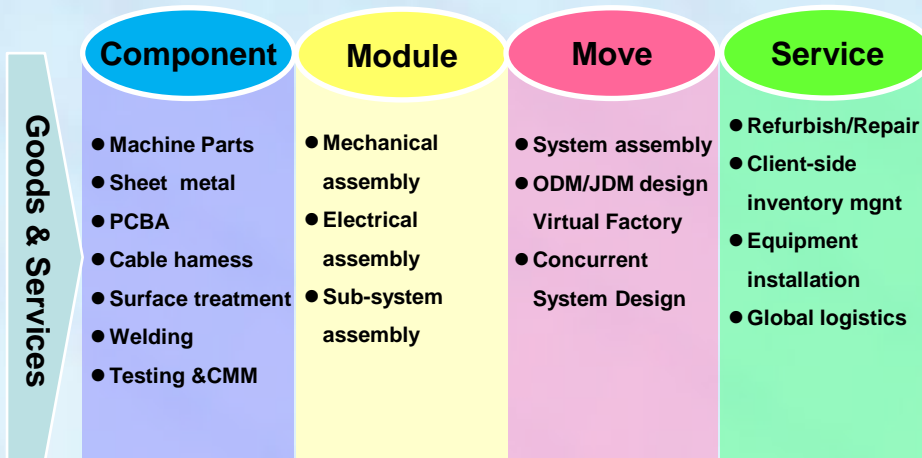 Component
Module
Move
Service
Goods & Services
● Machine Parts
● Sheet metal
● PCBA
● Cable hamess
● Surface treatment
● Welding
● Testing &CMM
● Mechanical
assembly
● Electrical
assembly
● Sub-system
assembly
● System assembly
● ODM/JDM design
Virtual Factory
● Concurrent
System Design
● Refurbish/Repair
● Client-side
inventory mgnt
● Equipment
installation
● Global logistics